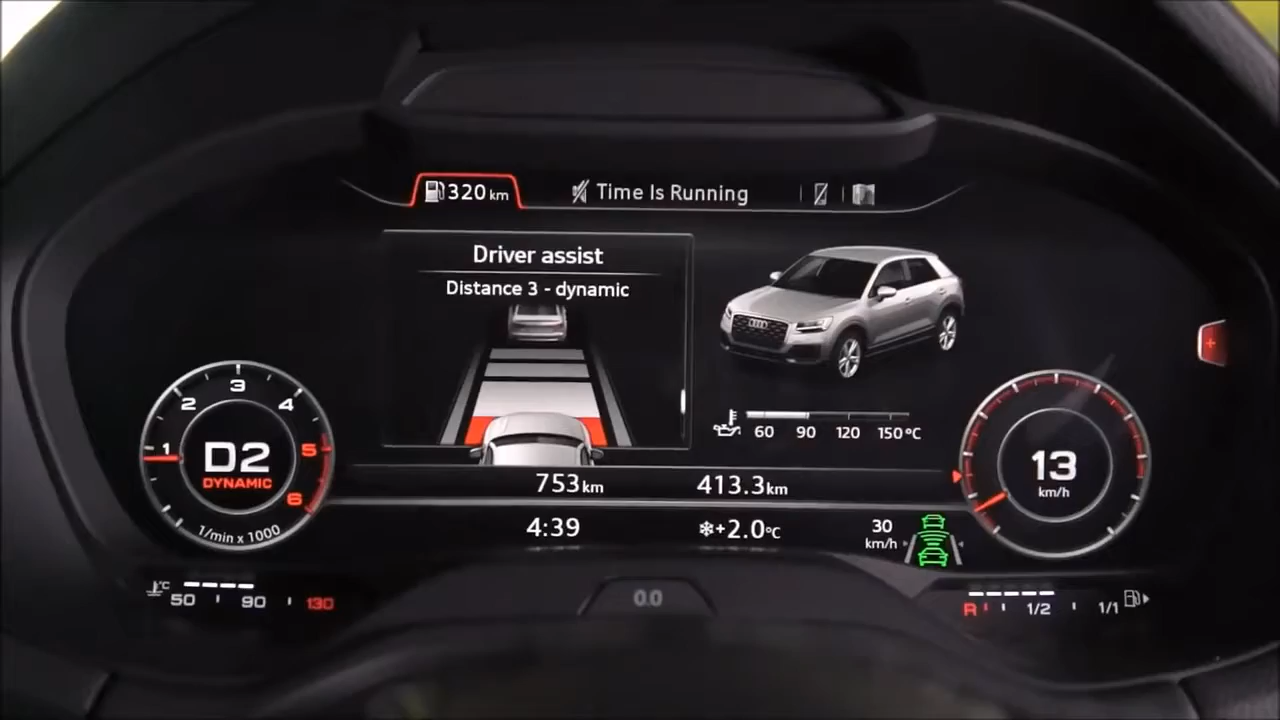 320 km
Time Is Running
Driver assist
Distance 3 - dynamic
1 2 3 4 5 6
D2
DYNAMIC
1/min x 1000
60 90 120 150°C
13
km/h
753 km 413.3 km
4:39 +2.0°C
30
km/h
°C
50 90 130
0.0
R 1/2 1/1
+